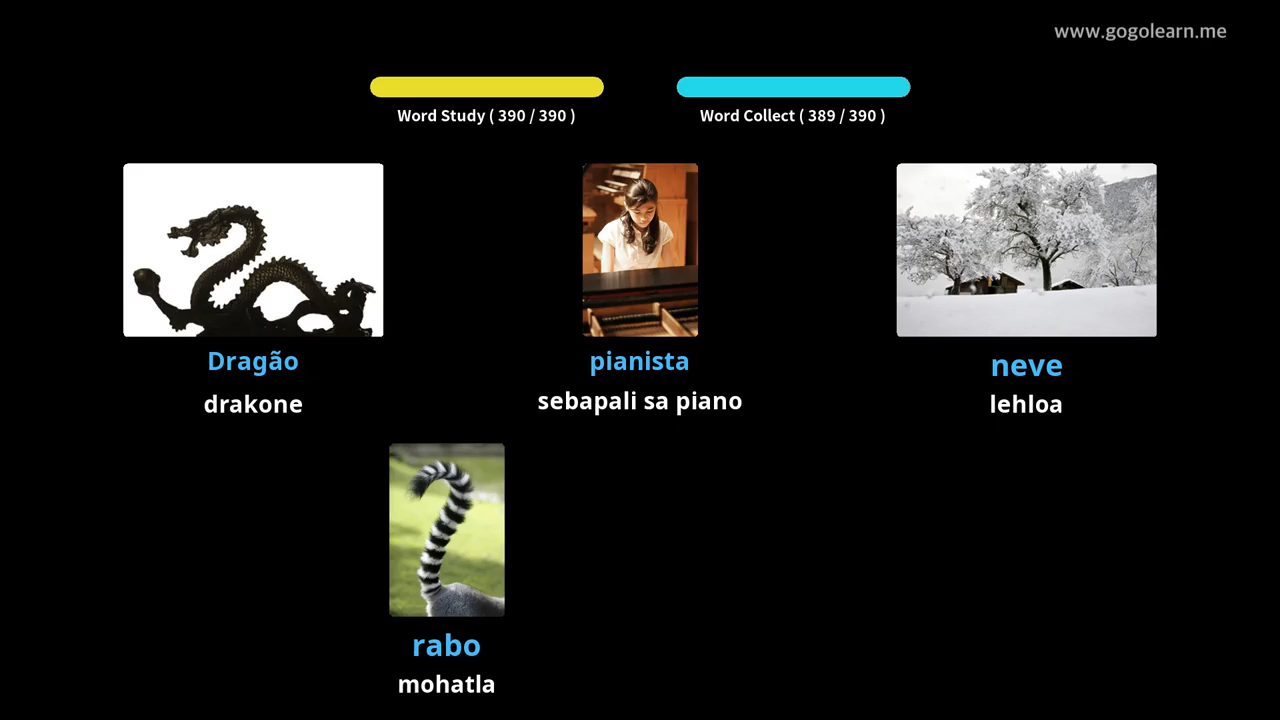 www.gogolearn.me
Word Study ( 390 / 390 )
Word Collect ( 389 / 390 )
Dragão
drakone
pianista
sebapali sa piano
neve
lehloa
rabo
mohatla